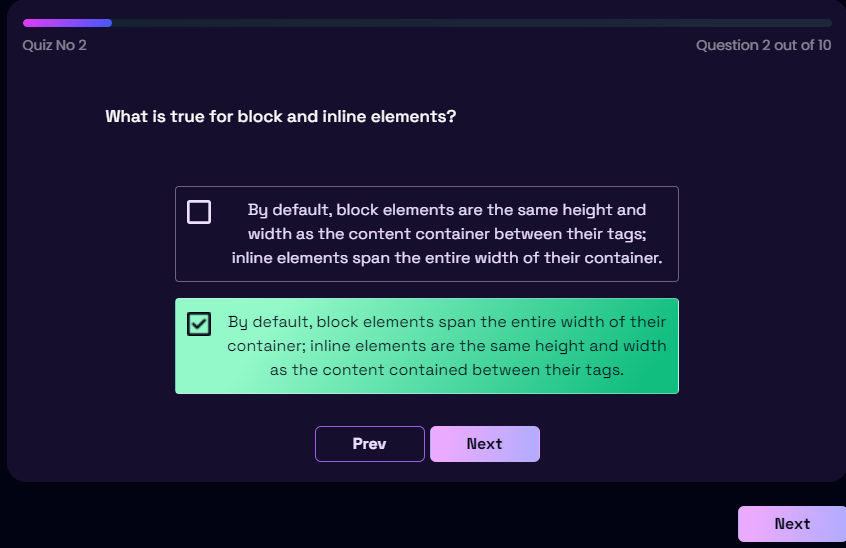 Quiz No 2
Question 2 out of 10
What is true for block and inline elements?
By default, block elements are the same height and
width as the content container between their tags;
inline elements span the entire width of their container.
By default, block elements span the entire width of their
container; inline elements are the same height and width
as the content contained between their tags.
Prev
Next
Next